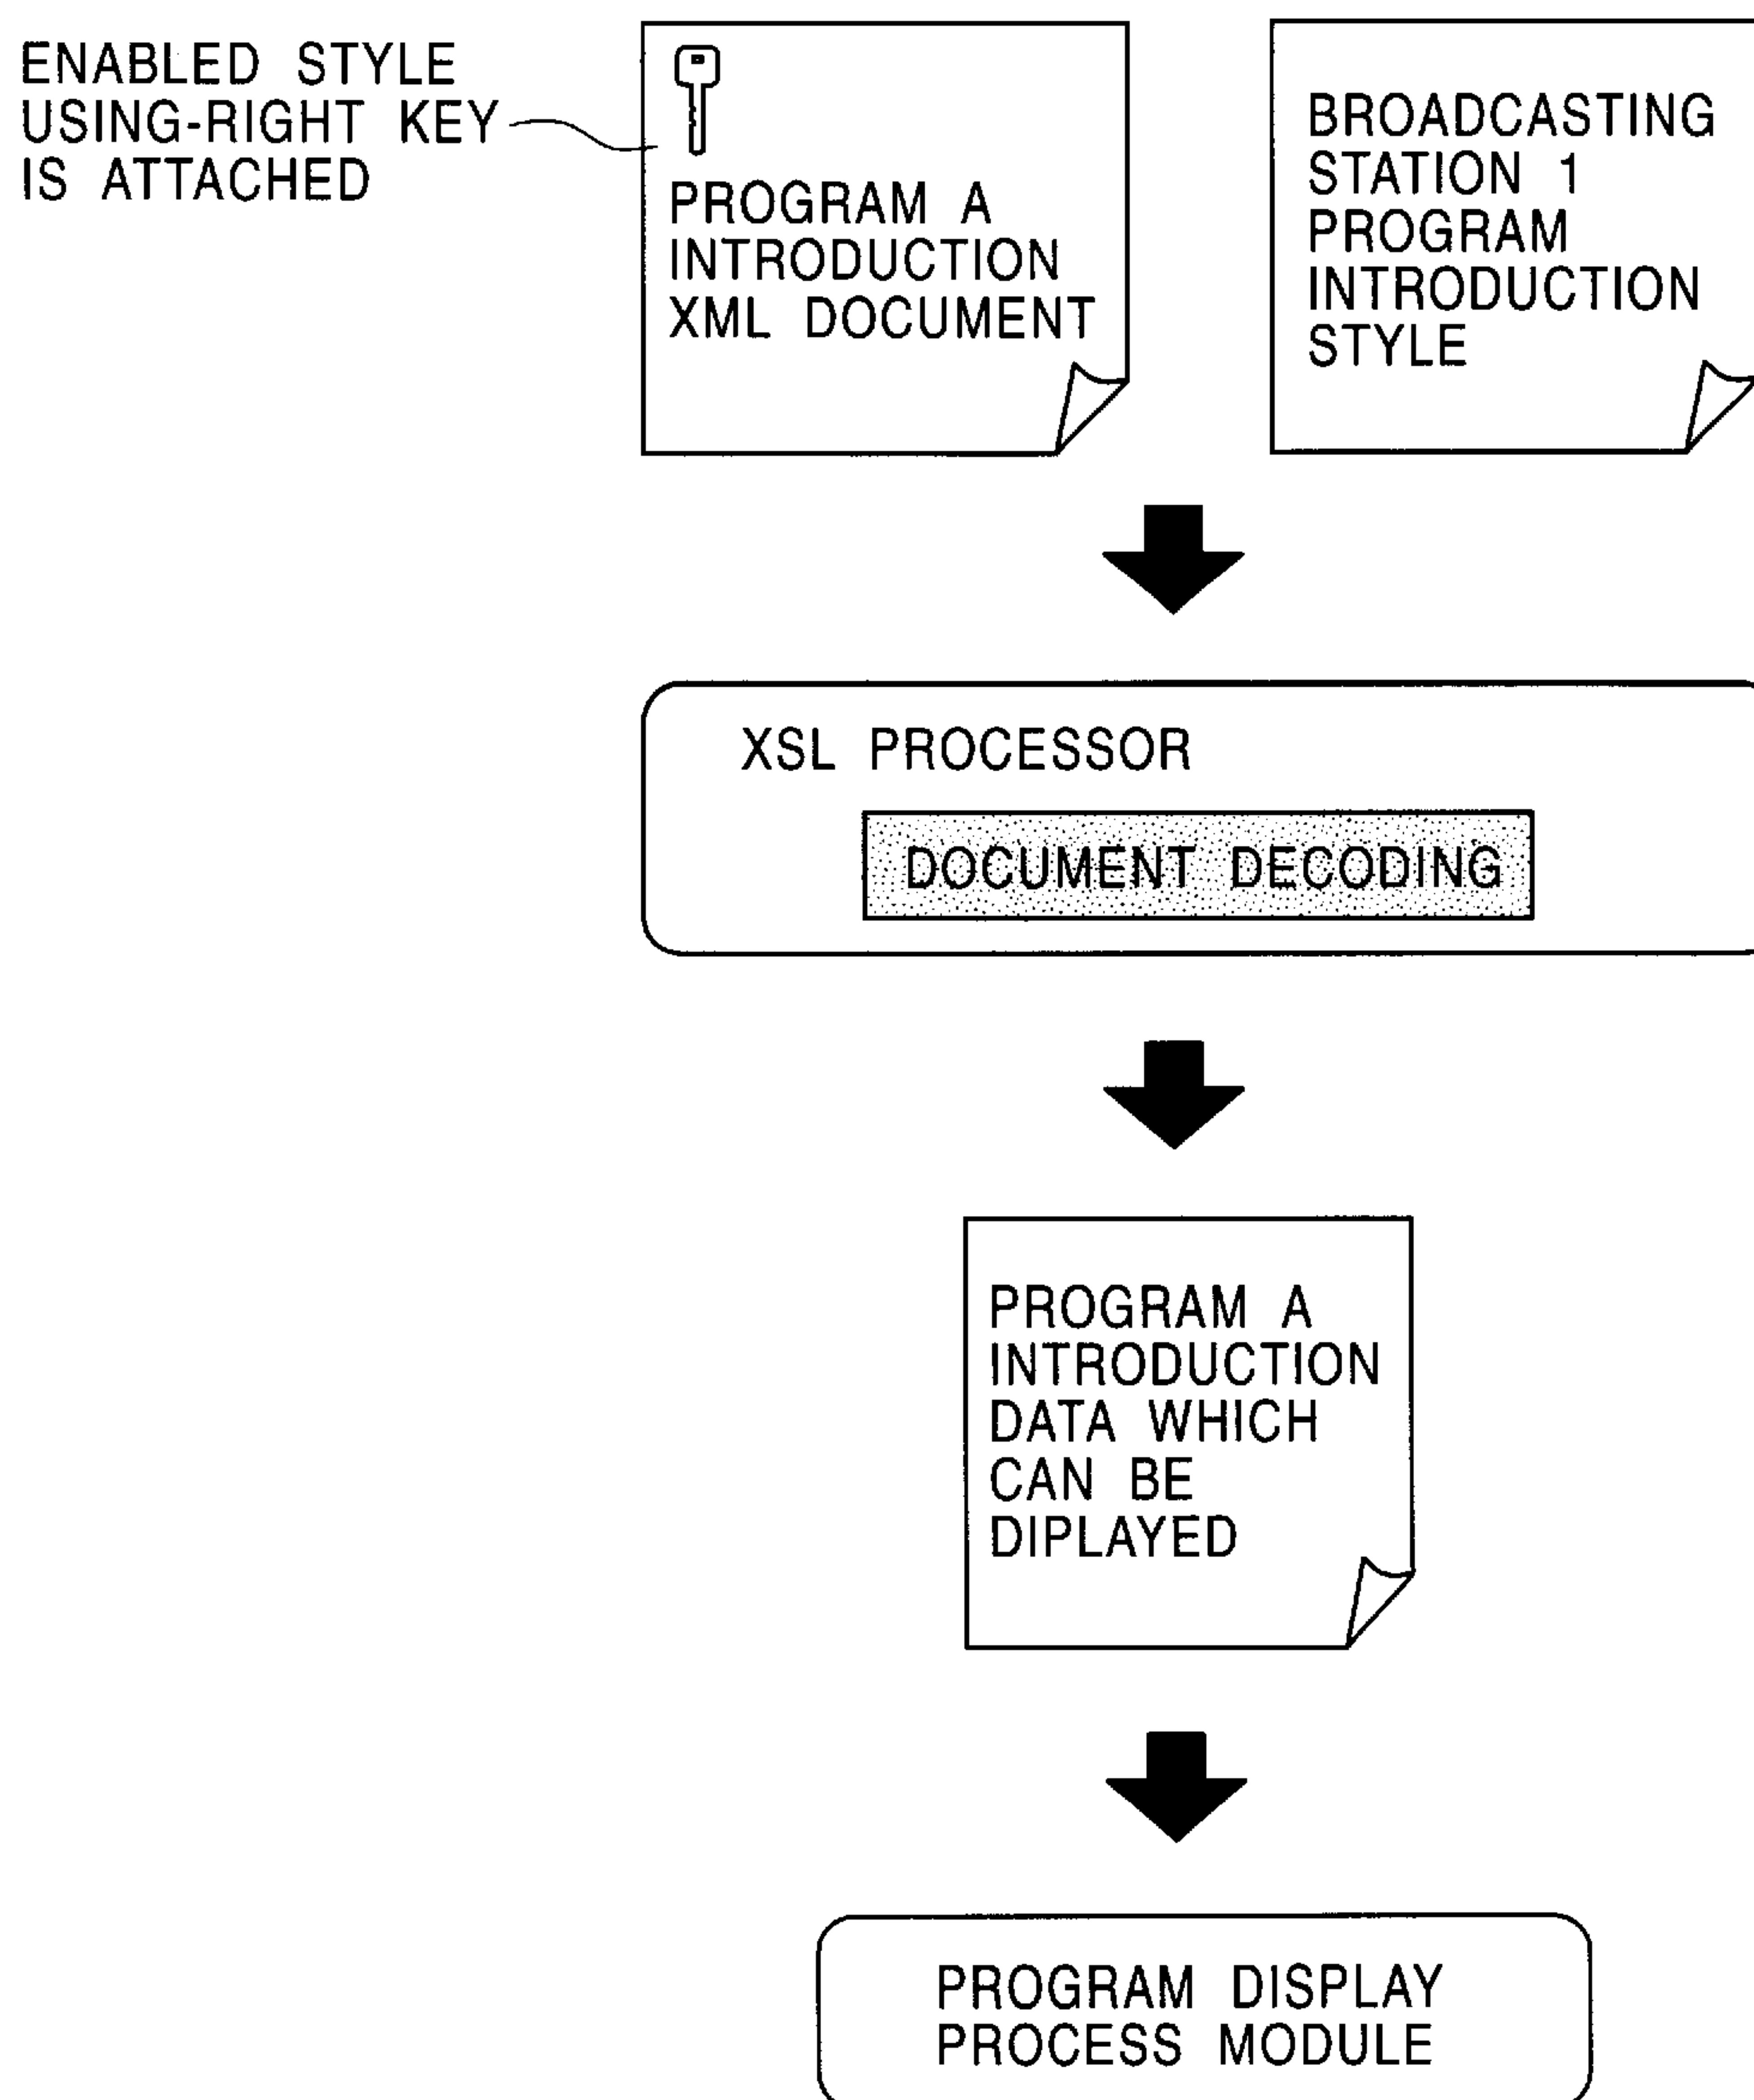 ENABLED STYLE
USING-RIGHT KEY
IS ATTACHED
PROGRAM A
INTRODUCTION
XML DOCUMENT
BROADCASTING
STATION 1
PROGRAM
INTRODUCTION
STYLE
XSL PROCESSOR
DOCUMENT DECODING
PROGRAM A
INTRODUCTION
DATA WHICH
CAN BE
DIPLAYED
PROGRAM DISPLAY
PROCESS MODULE